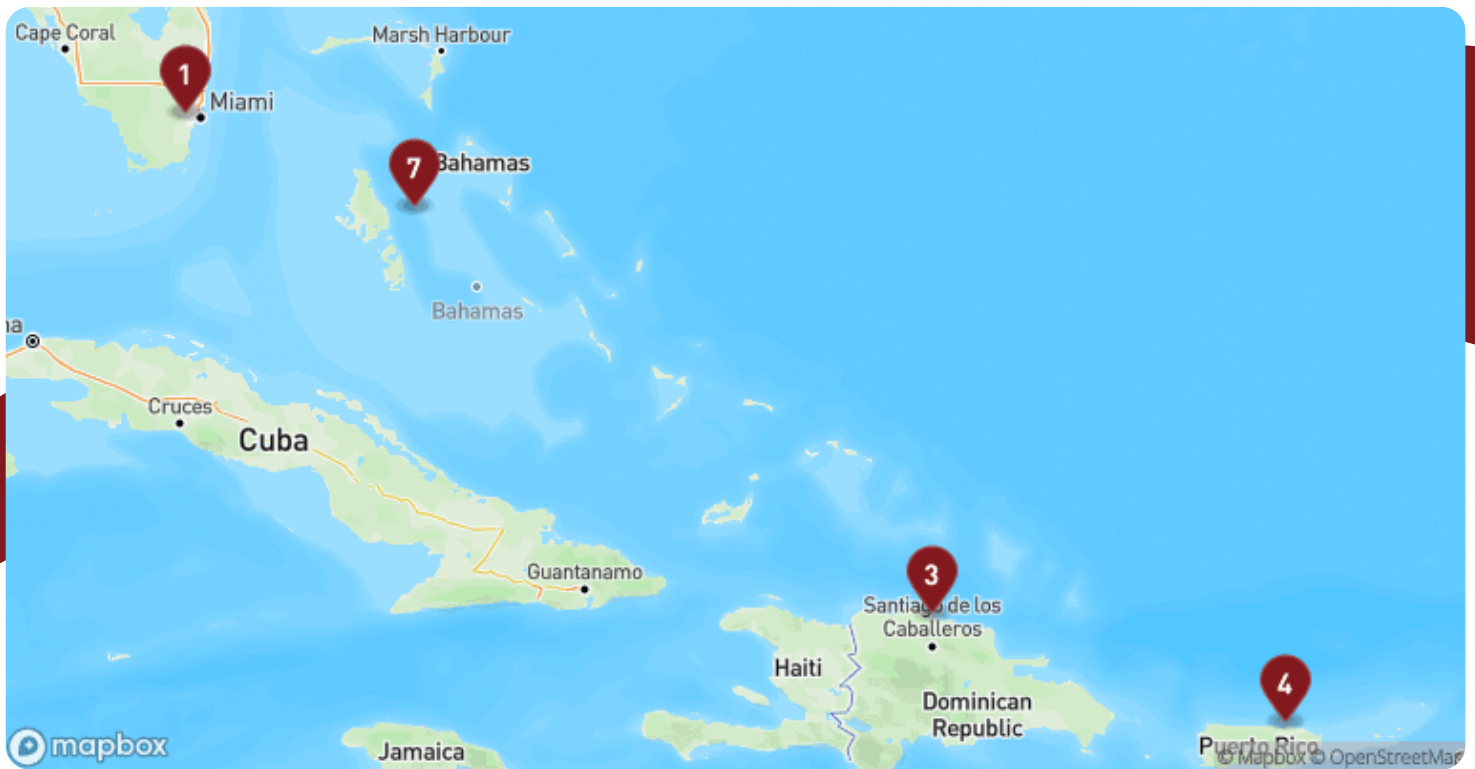 Cape Coral
Marsh Harbour
1
Miami
7
Bahamas
Bahamas
na
Cruces
Cuba
Guantanamo
3
Santiago de los
Caballeros
Haiti
4
Dominican
Republic
Puerto Rico
Jamaica
mapbox
© Mapbox © OpenStreetMap